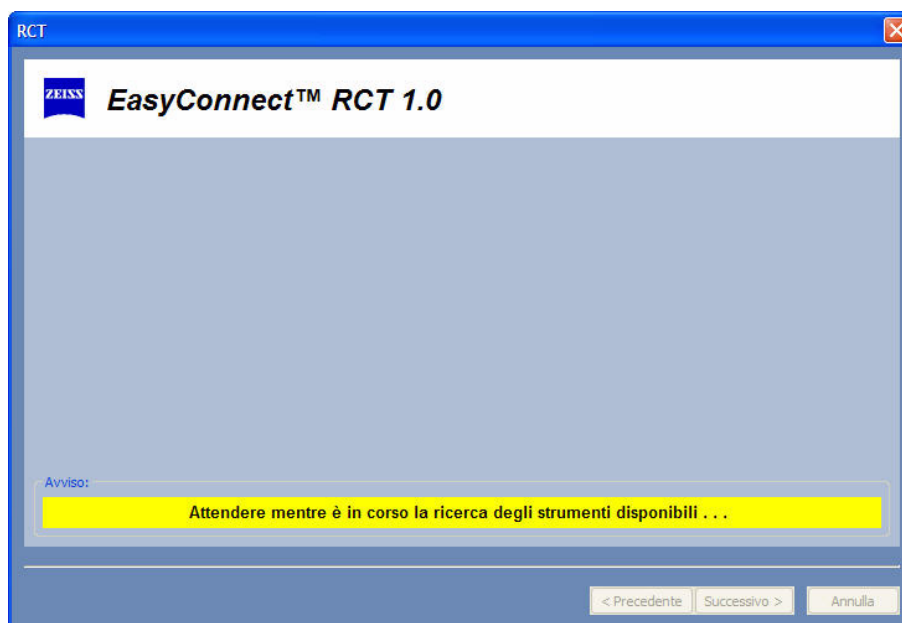 RCT
ZEISS
EasyConnect™ RCT 1.0
Avviso:
Attendere mentre è in corso la ricerca degli strumenti disponibili . . .
< Precedente Successivo > Annulla